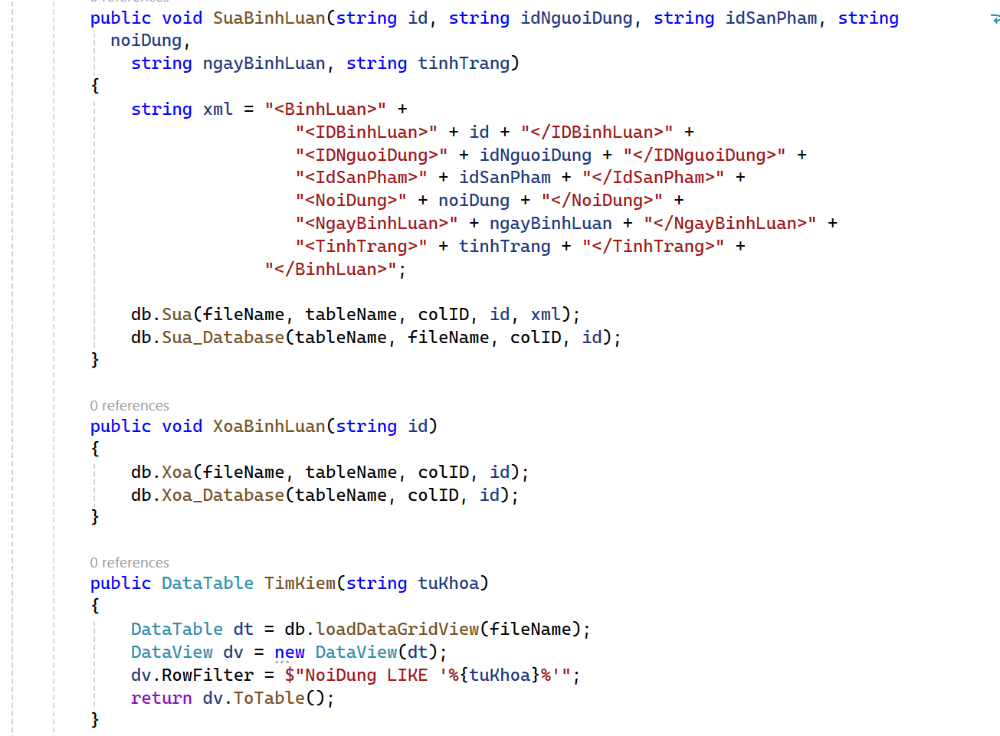 0 references
public void SuaBinhLuan(string id, string idNguoiDung, string idSanPham, string
noiDung,
string ngayBinhLuan, string tinhTrang)
{
string xml = "<BinhLuan>" +
"<IDBinhLuan>" + id + "</IDBinhLuan>" +
"<IDNguoiDung>" + idNguoiDung + "</IDNguoiDung>" +
"<IdSanPham>" + idSanPham + "</IdSanPham>" +
"<NoiDung>" + noiDung + "</NoiDung>" +
"<NgayBinhLuan>" + ngayBinhLuan + "</NgayBinhLuan>" +
"<TinhTrang>" + tinhTrang + "</TinhTrang>" +
"</BinhLuan>";
db.Sua(fileName, tableName, colID, id, xml);
db.Sua_Database(tableName, fileName, colID, id);
}
0 references
public void XoaBinhLuan(string id)
{
db.Xoa(fileName, tableName, colID, id);
db.Xoa_Database(tableName, colID, id);
}
0 references
public DataTable TimKiem(string tuKhoa)
{
DataTable dt = db.loadDataGridView(fileName);
DataView dv = new DataView(dt);
dv.RowFilter = $"NoiDung LIKE '%{tuKhoa}%'";
return dv.ToTable();
}